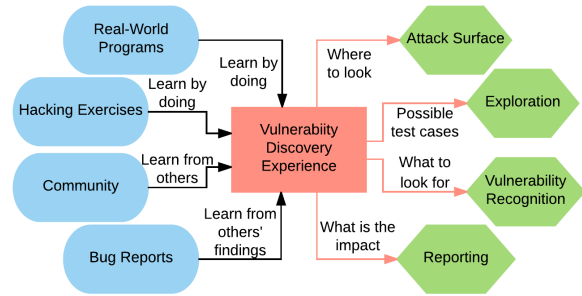 Real-World
Programs
Learn by
doing
Where
to look
Attack Surface
Hacking Exercises
Learn by
doing
Vulnerabiity
Discovery
Experience
Possible
test cases
Exploration
Community
Learn from
others
What to
look for
Vulnerability
Recognition
Bug Reports
Learn from
others'
findings
What is the
impact
Reporting